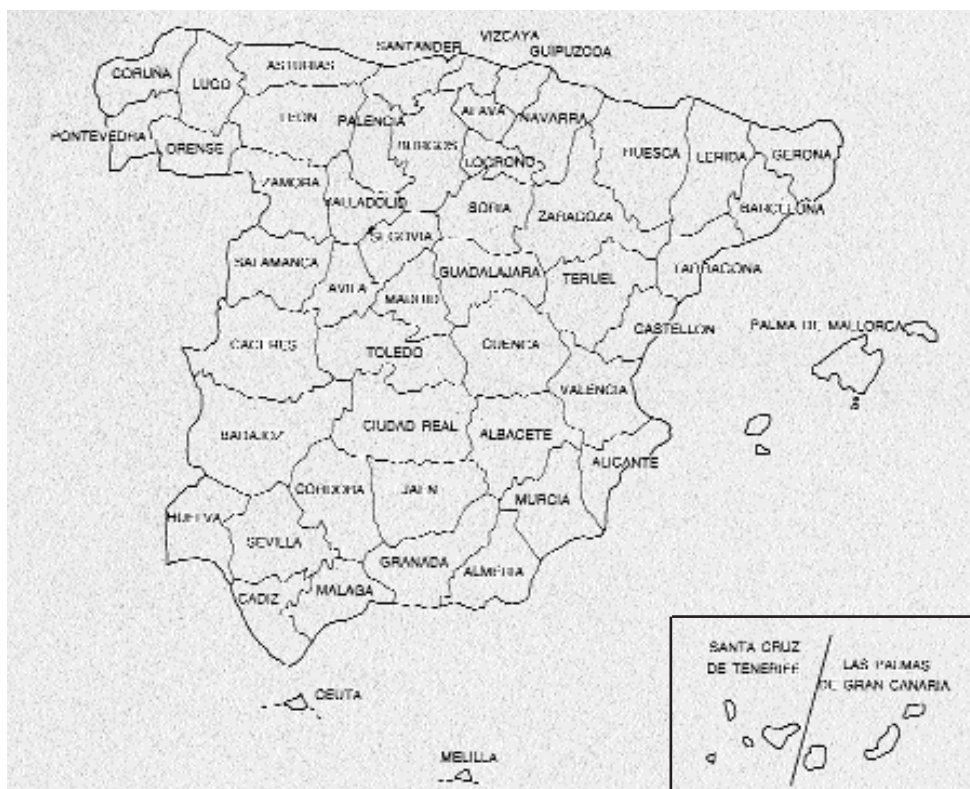 VIZCAYA
SANTANDER
GUIPUZCOA
ASTURIAS
CORUÑA
LUGO
LEON
PALENCIA
ALAVA
NAVARRA
PONTEVEDRA
ORENSE
BURGOS
HUESCA
LERIDA
GERONA
LOGRONO
ZAMORA
VALLADOLID
SORIA
ZARAGOZA
BARCELONA
SEGOVIA
SALAMANCA
GUADALAJARA
TERUEL
TARRAGONA
AVILA
MADRID
CASTELLON
PALMA DE MALLORCA
CACERES
TOLEDO
CUENCA
VALENCIA
BADAJOZ
CIUDAD REAL
ALBACETE
ALICANTE
CORDOBA
JAEN
MURCIA
HUELVA
SEVILLA
GRANADA
ALMERIA
CADIZ
MALAGA
CEUTA
MELILLA
SANTA CRUZ
DE TENERIFE
LAS PALMAS
DE GRAN CANARIA